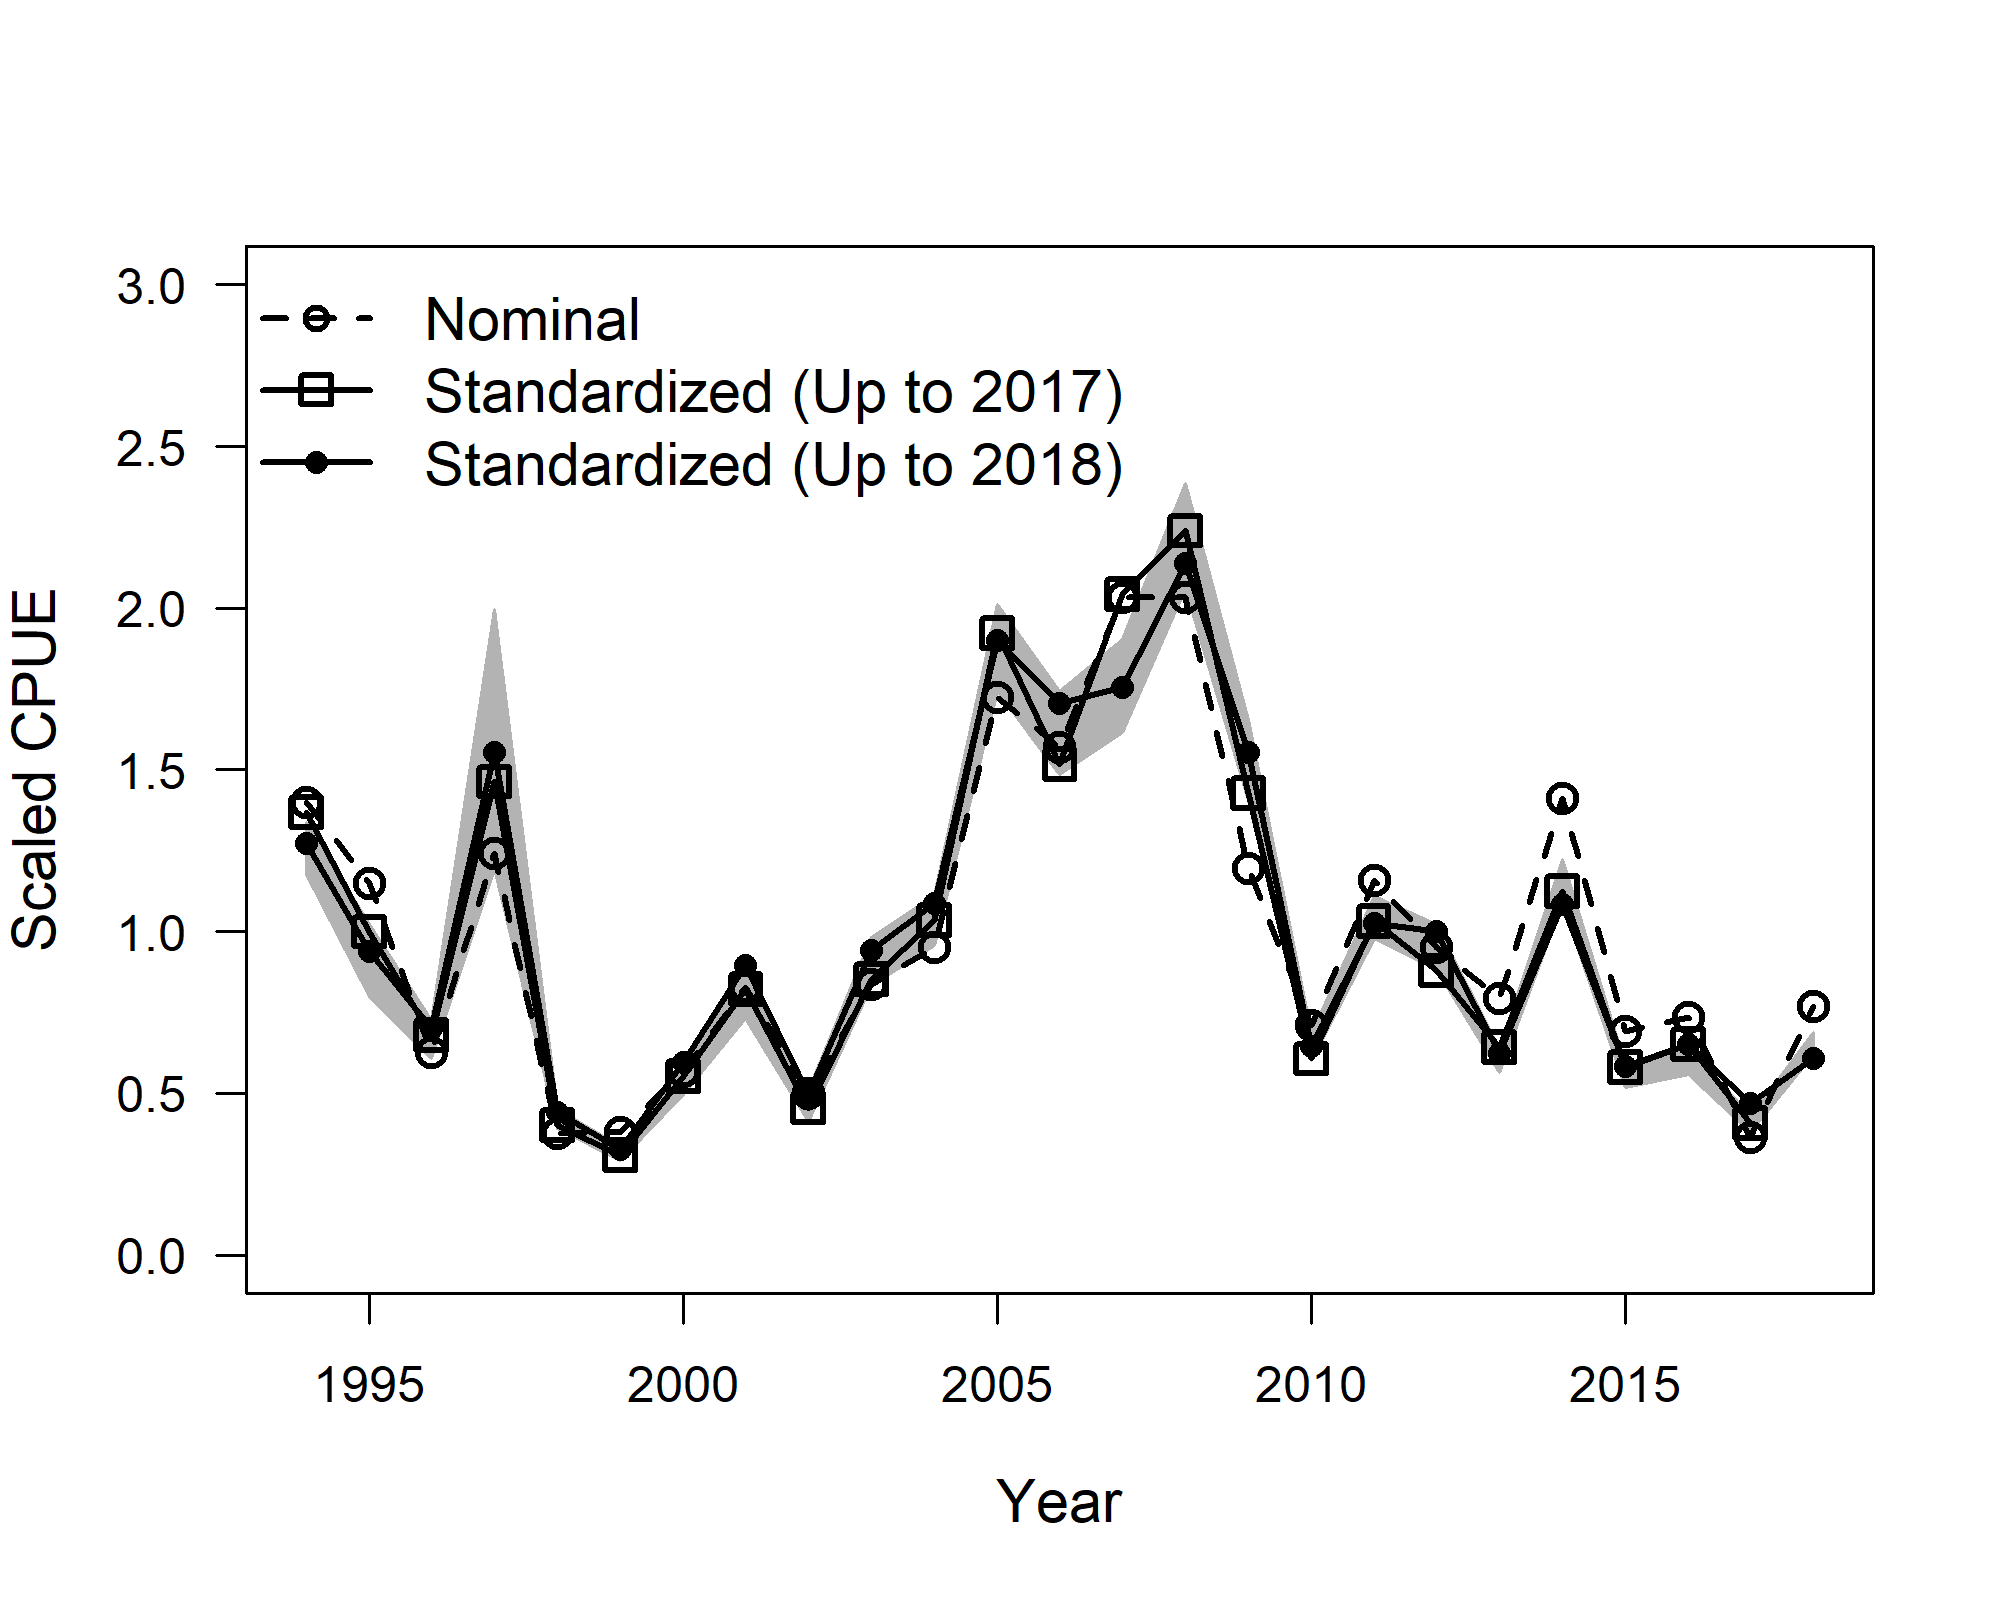 3.0
2.5
2.0
1.5
1.0
0.5
0.0
Scaled CPUE
Nominal
Standardized (Up to 2017)
Standardized (Up to 2018)
1995 2000 2005 2010 2015
Year